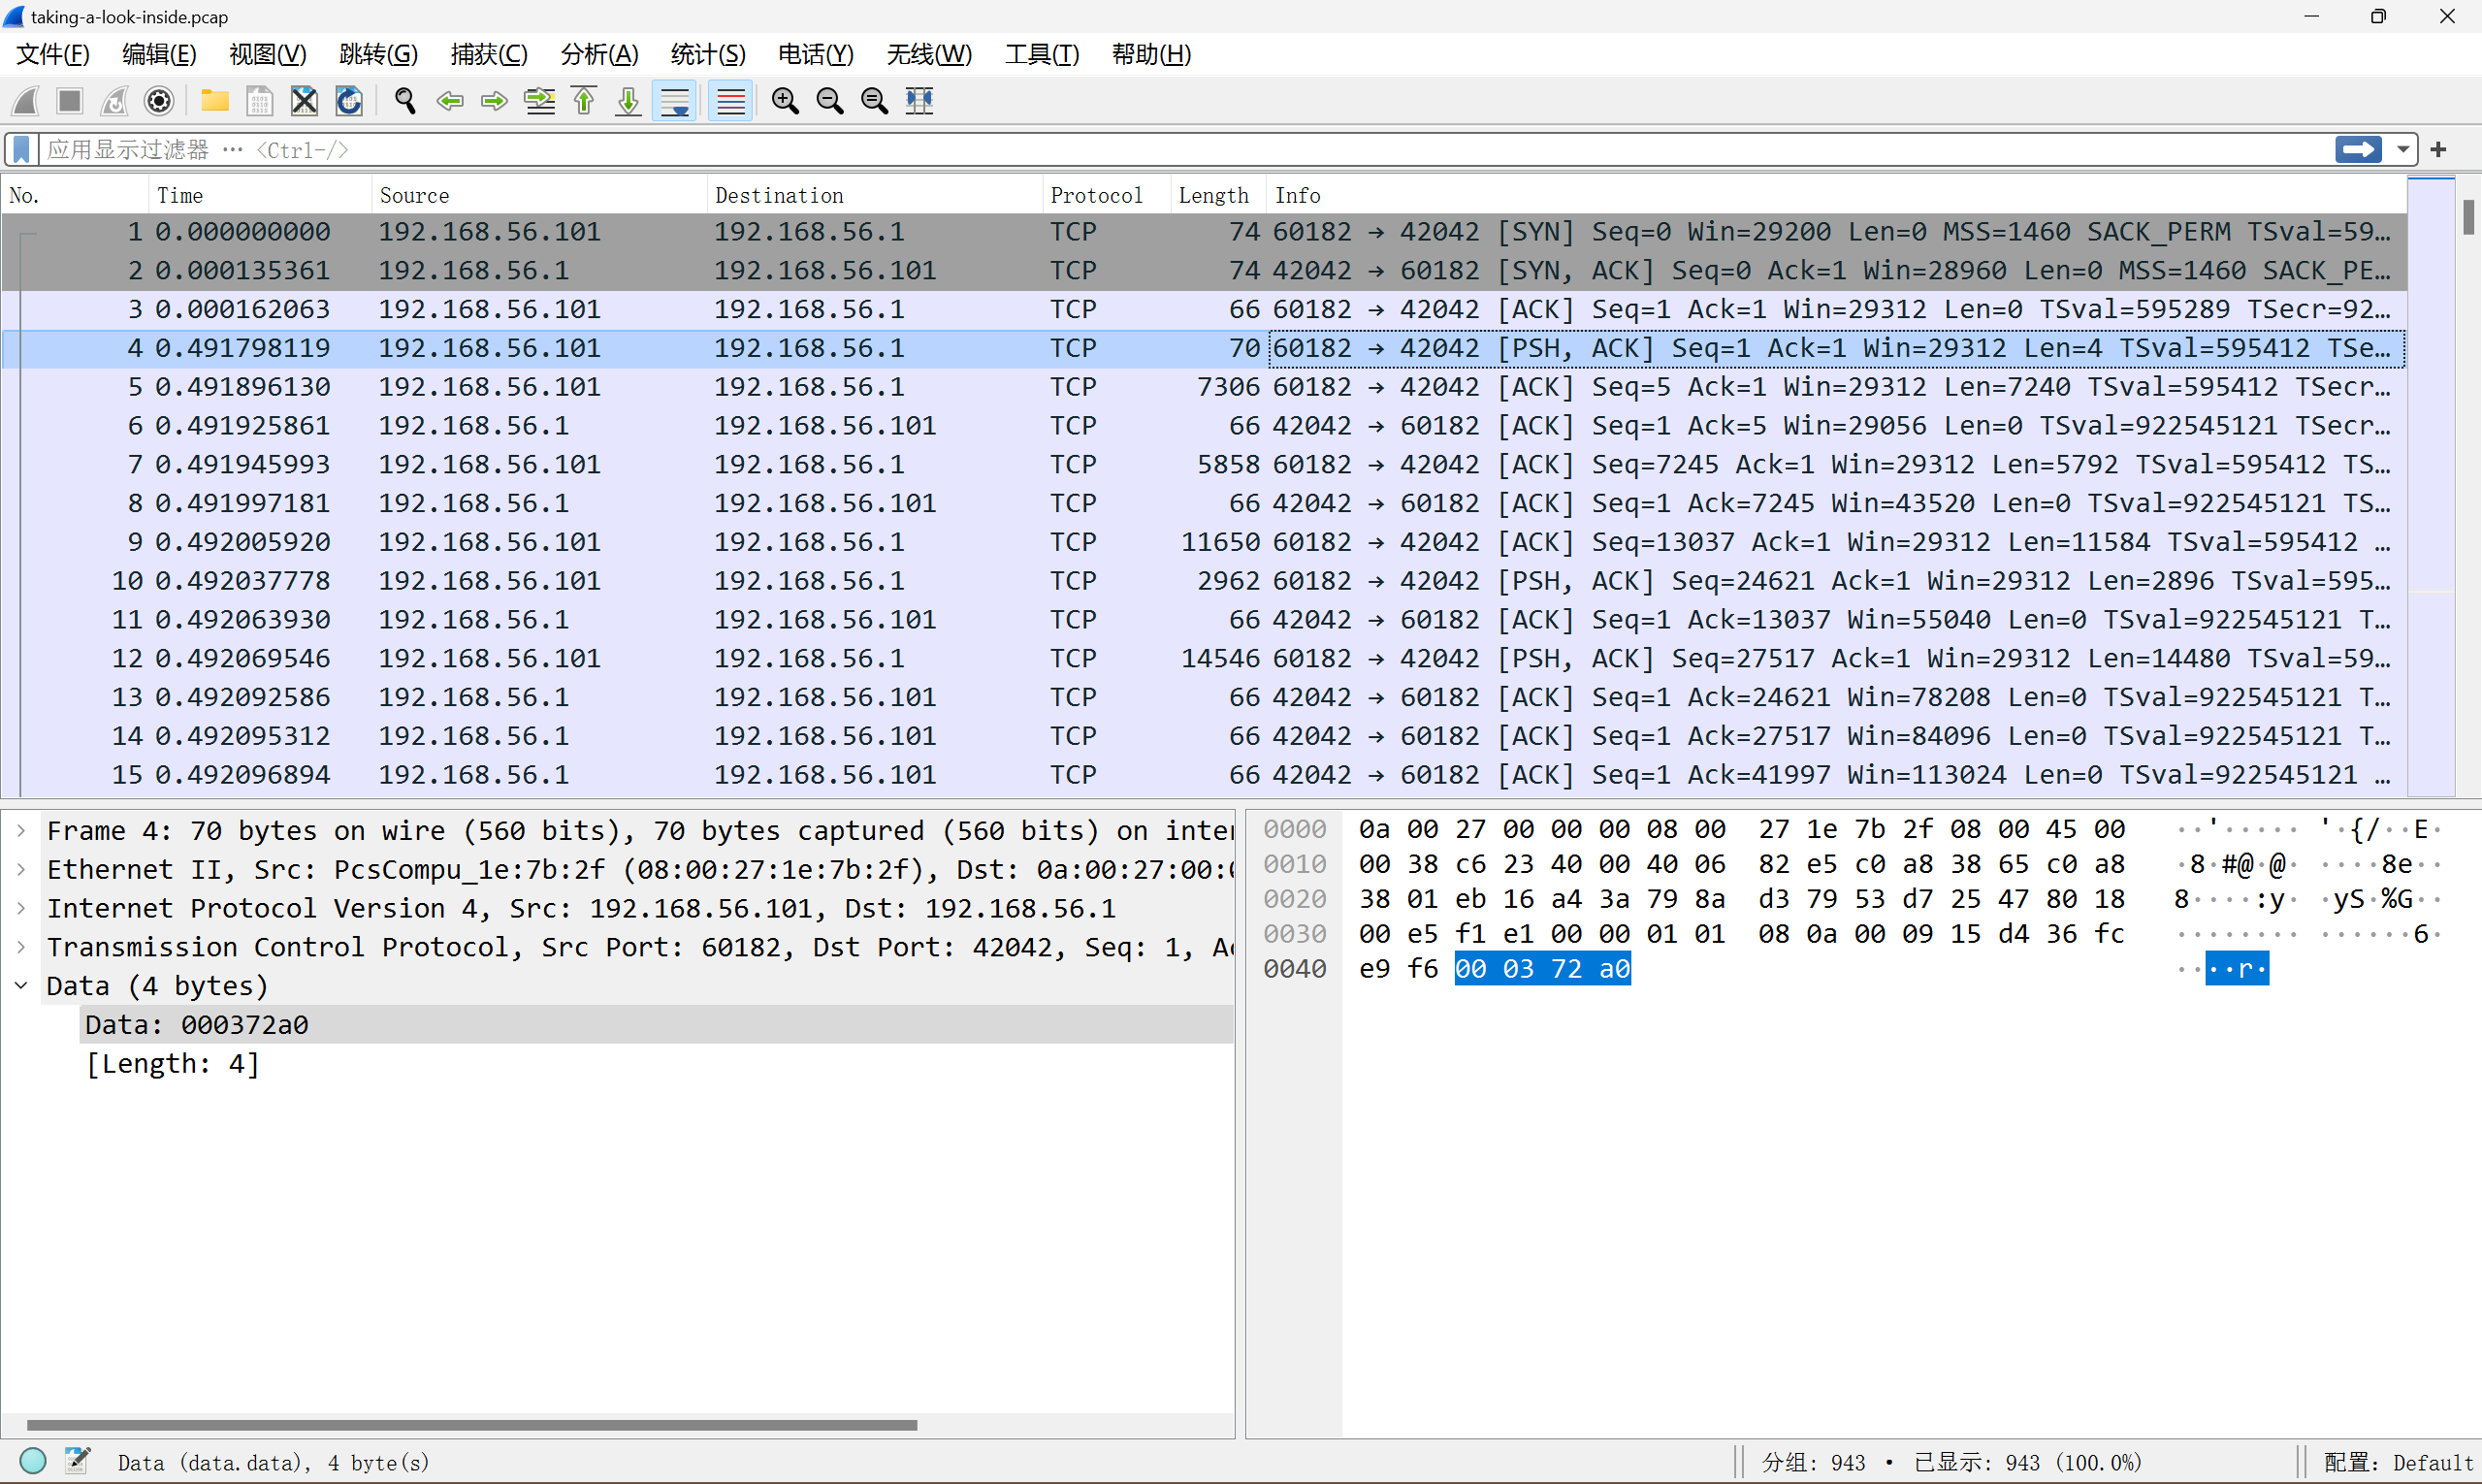 taking-a-look-inside.pcap
文件(F) 编辑(E) 视图(V) 跳转(G) 捕获(C) 分析(A) 统计(S) 电话(Y) 无线(W) 工具(T) 帮助(H)
应用显示过滤器 … <Ctrl-/>
No. Time Source Destination Protocol Length Info
1 0.000000000 192.168.56.101 192.168.56.1 TCP 74 60182 → 42042 [SYN] Seq=0 Win=29200 Len=0 MSS=1460 SACK_PERM TSval=59…
2 0.000135361 192.168.56.1 192.168.56.101 TCP 74 42042 → 60182 [SYN, ACK] Seq=0 Ack=1 Win=28960 Len=0 MSS=1460 SACK_PE…
3 0.000162063 192.168.56.101 192.168.56.1 TCP 66 60182 → 42042 [ACK] Seq=1 Ack=1 Win=29312 Len=0 TSval=595289 TSecr=92…
4 0.491798119 192.168.56.101 192.168.56.1 TCP 70 60182 → 42042 [PSH, ACK] Seq=1 Ack=1 Win=29312 Len=4 TSval=595412 TSe…
5 0.491896130 192.168.56.101 192.168.56.1 TCP 7306 60182 → 42042 [ACK] Seq=5 Ack=1 Win=29312 Len=7240 TSval=595412 TSecr…
6 0.491925861 192.168.56.1 192.168.56.101 TCP 66 42042 → 60182 [ACK] Seq=1 Ack=5 Win=29056 Len=0 TSval=922545121 TSecr…
7 0.491945993 192.168.56.101 192.168.56.1 TCP 5858 60182 → 42042 [ACK] Seq=7245 Ack=1 Win=29312 Len=5792 TSval=595412 TS…
8 0.491997181 192.168.56.1 192.168.56.101 TCP 66 42042 → 60182 [ACK] Seq=1 Ack=7245 Win=43520 Len=0 TSval=922545121 TS…
9 0.492005920 192.168.56.101 192.168.56.1 TCP 11650 60182 → 42042 [ACK] Seq=13037 Ack=1 Win=29312 Len=11584 TSval=595412 …
10 0.492037778 192.168.56.101 192.168.56.1 TCP 2962 60182 → 42042 [PSH, ACK] Seq=24621 Ack=1 Win=29312 Len=2896 TSval=595…
11 0.492063930 192.168.56.1 192.168.56.101 TCP 66 42042 → 60182 [ACK] Seq=1 Ack=13037 Win=55040 Len=0 TSval=922545121 T…
12 0.492069546 192.168.56.101 192.168.56.1 TCP 14546 60182 → 42042 [PSH, ACK] Seq=27517 Ack=1 Win=29312 Len=14480 TSval=59…
13 0.492092586 192.168.56.1 192.168.56.101 TCP 66 42042 → 60182 [ACK] Seq=1 Ack=24621 Win=78208 Len=0 TSval=922545121 T…
14 0.492095312 192.168.56.1 192.168.56.101 TCP 66 42042 → 60182 [ACK] Seq=1 Ack=27517 Win=84096 Len=0 TSval=922545121 T…
15 0.492096894 192.168.56.1 192.168.56.101 TCP 66 42042 → 60182 [ACK] Seq=1 Ack=41997 Win=113024 Len=0 TSval=922545121 …
Frame 4: 70 bytes on wire (560 bits), 70 bytes captured (560 bits) on inter
Ethernet II, Src: PcsCompu_1e:7b:2f (08:00:27:1e:7b:2f), Dst: 0a:00:27:00:
Internet Protocol Version 4, Src: 192.168.56.101, Dst: 192.168.56.1
Transmission Control Protocol, Src Port: 60182, Dst Port: 42042, Seq: 1, A
Data (4 bytes)
Data: 000372a0
[Length: 4]
0000 0a 00 27 00 00 00 08 00 27 1e 7b 2f 08 00 45 00 ··'····· '·{/··E·
0010 00 38 c6 23 40 00 40 06 82 e5 c0 a8 38 65 c0 a8 ·8·#@·@· ····8e··
0020 38 01 eb 16 a4 3a 79 8a d3 79 53 d7 25 47 80 18 8····:y· ·yS·%G··
0030 00 e5 f1 e1 00 00 01 01 08 0a 00 09 15 d4 36 fc ········ ······6·
0040 e9 f6 00 03 72 a0 ····r·
Data (data.data), 4 byte(s) 分组: 943 · 已显示: 943 (100.0%) 配置: Default